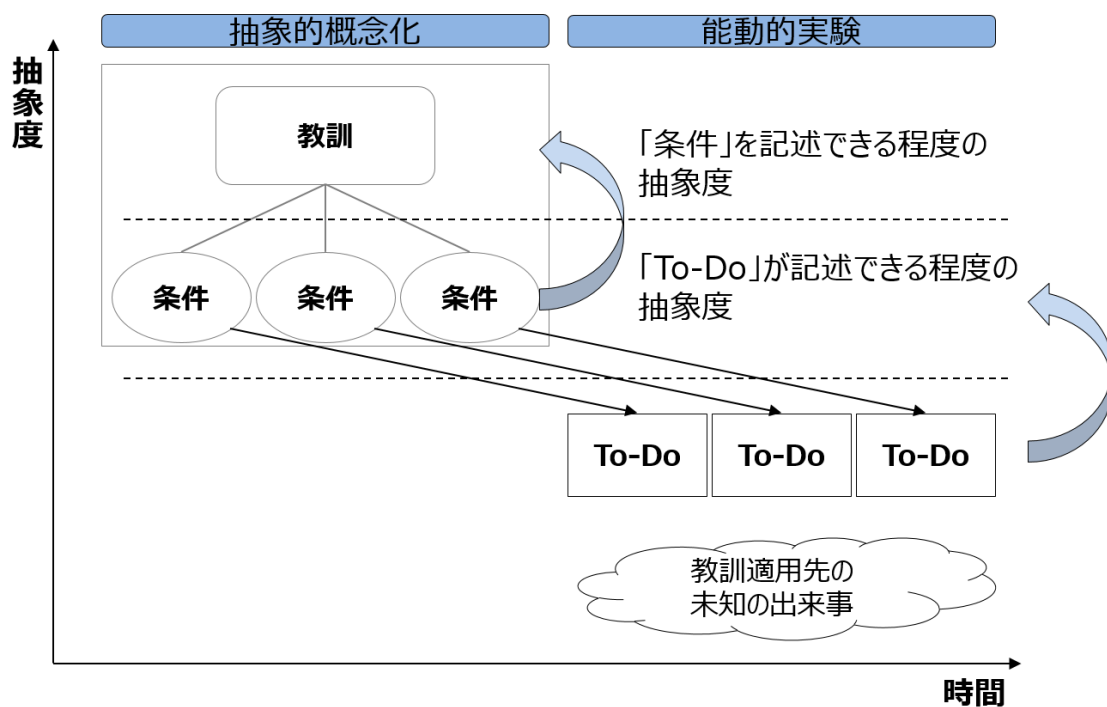 抽象的概念化
能動的実験
抽象度
教訓
「条件」を記述できる程度の
抽象度
条件
条件
条件
「To-Do」が記述できる程度の
抽象度
To-Do
To-Do
To-Do
教訓適用先の
未知の出来事
時間